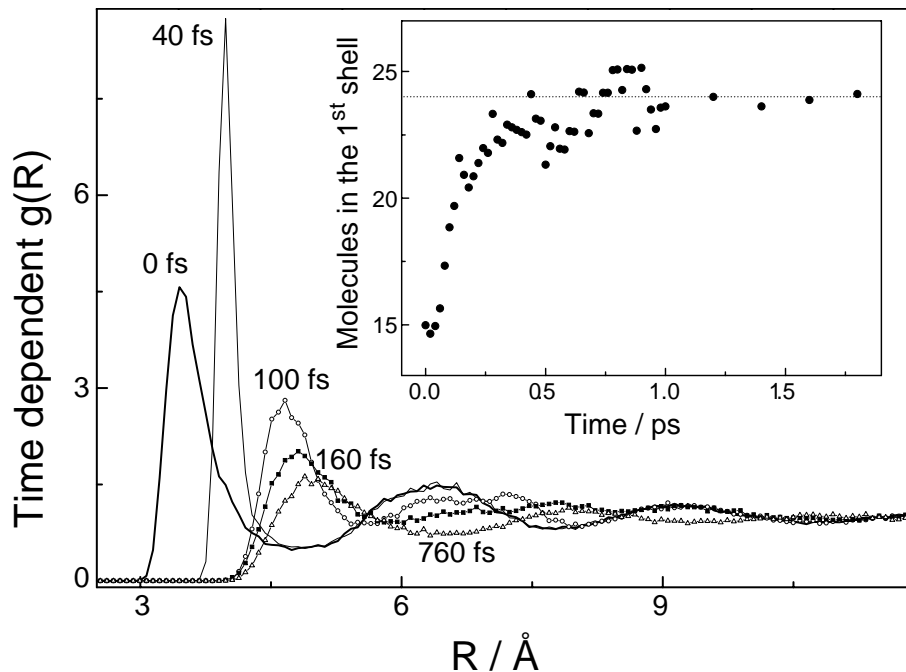 40 fs
0 fs
100 fs
160 fs
760 fs
Time dependent g(R)
0
3
6
3
6
9
R / Å
Molecules in the 1st shell
15
20
25
0.0
0.5
1.0
1.5
Time / ps